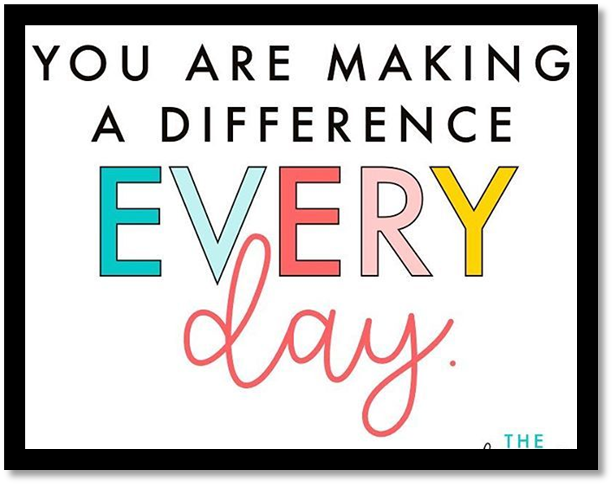 YOU ARE MAKING
A DIFFERENCE
EVERY
day.
THE